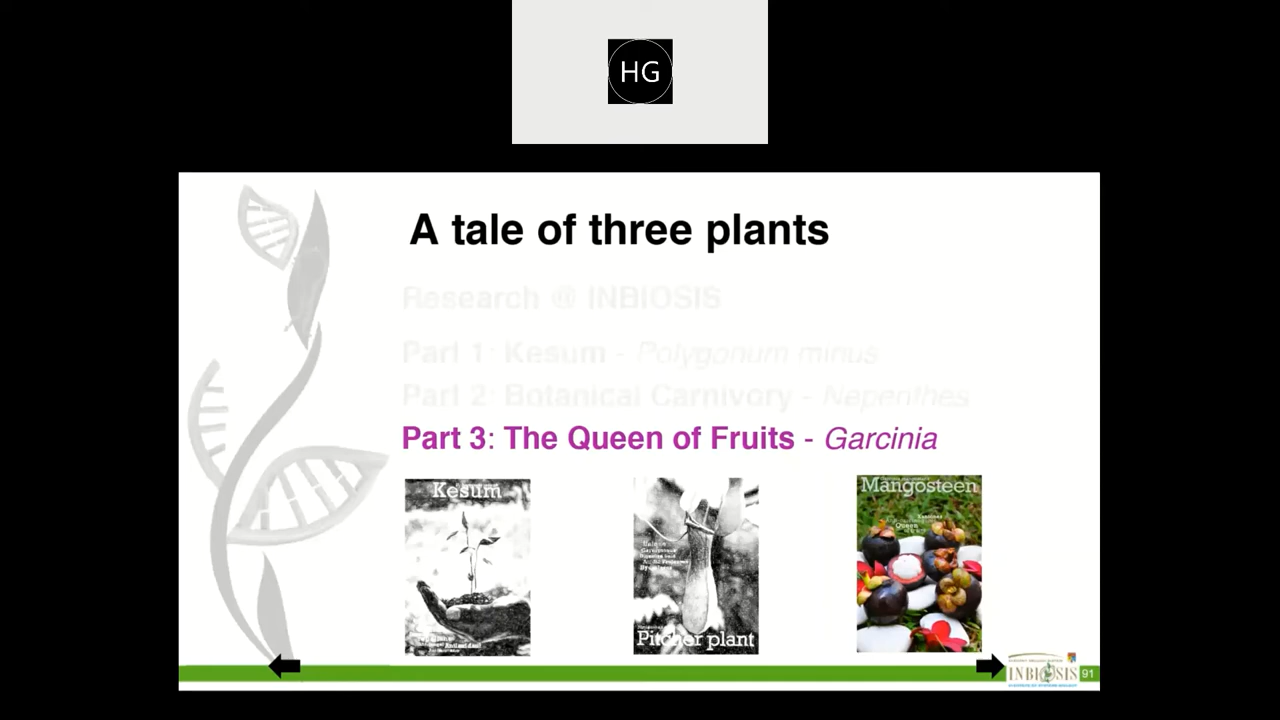 HG
A tale of three plants
Research @ INBIOSIS
Part 1: Kesum - Polygonum minus
Part 2: Botanical Carnivory - Nepenthes
Part 3: The Queen of Fruits - Garcinia
Kesum
Pitcher plant
Mangosteen
Queen
INBIOSIS
91